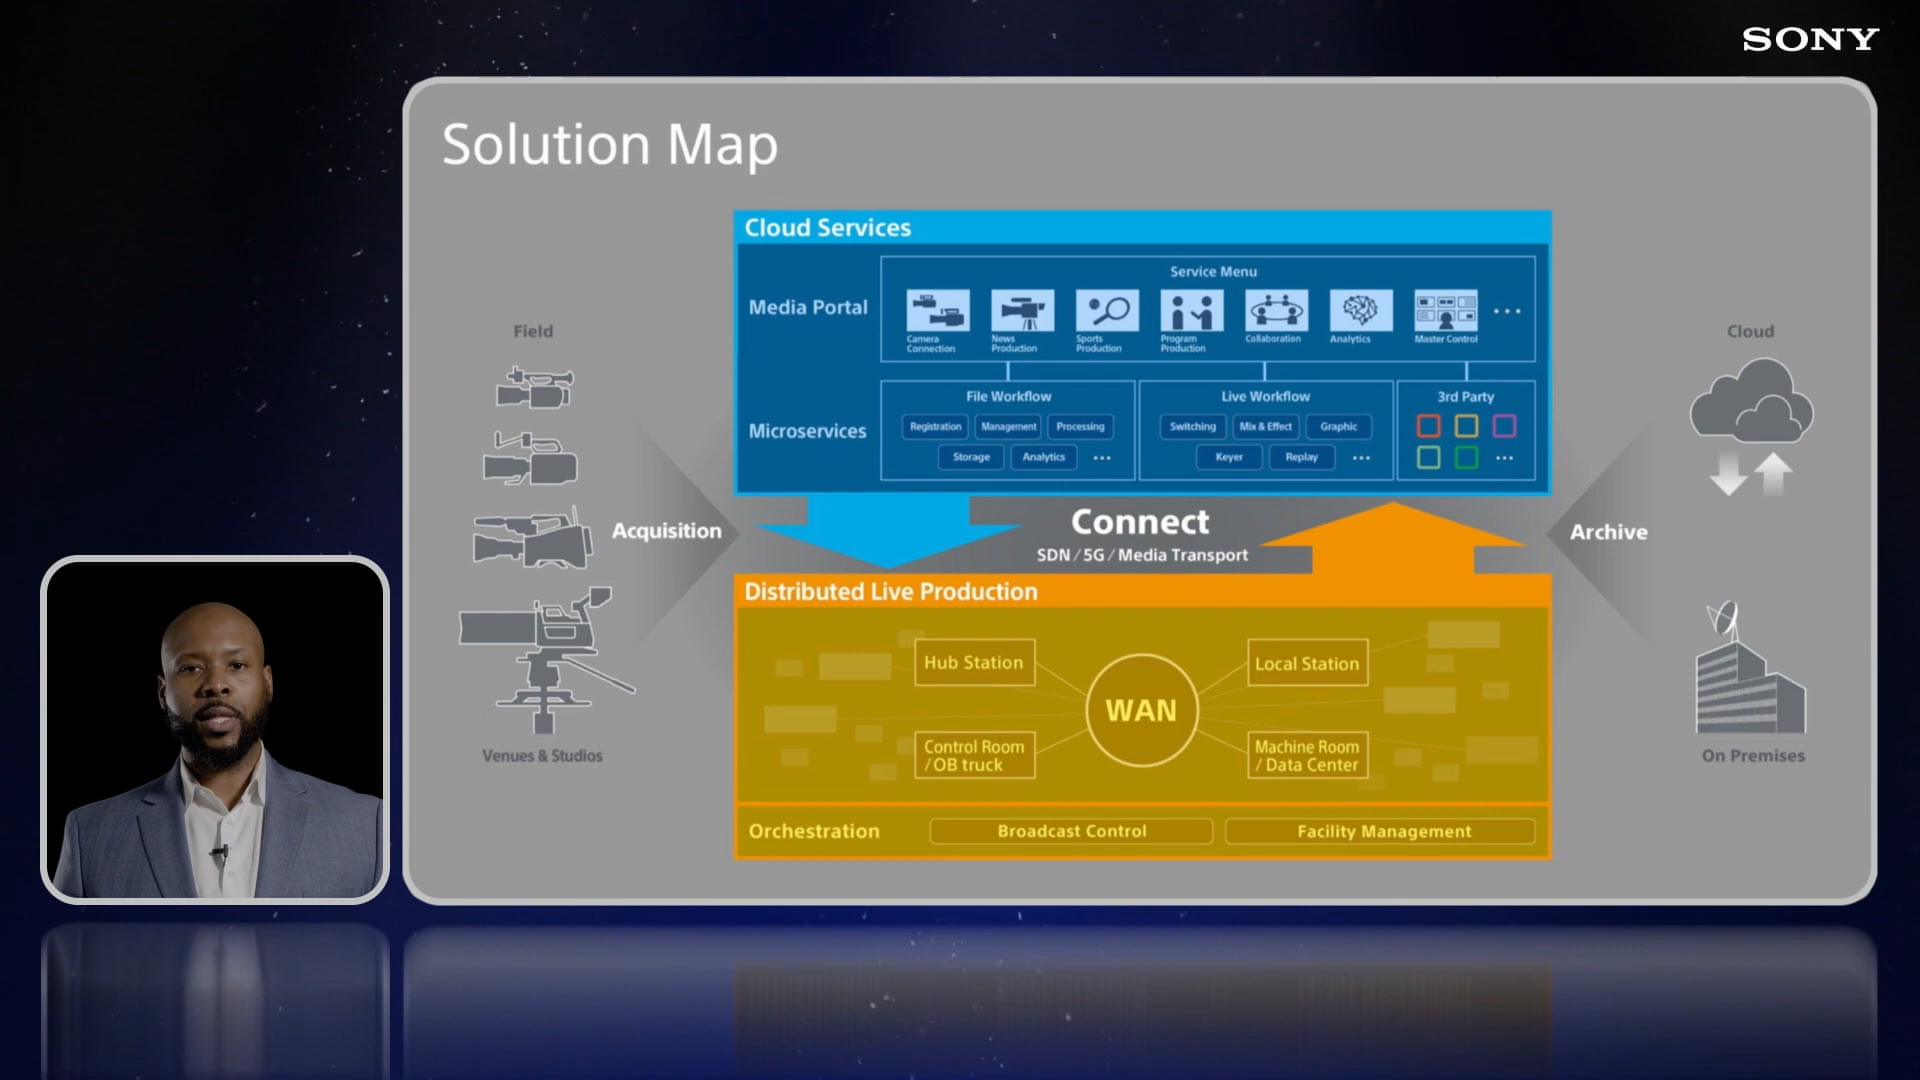 SONY
Solution Map
Cloud Services
Media Portal
Service Menu
Camera
Connection
News
Production
Sports
Production
Program
Production
Collaboration
Analytics
Master Control
...
Microservices
File Workflow
Registration
Management
Processing
Storage
Analytics
...
Live Workflow
Switching
Mix & Effect
Graphic
Keyer
Replay
...
3rd Party
...
Field
Venues & Studios
Acquisition
Connect
SDN / 5G / Media Transport
Archive
Cloud
On Premises
Distributed Live Production
Hub Station
Local Station
WAN
Control Room
/ OB truck
Machine Room
/ Data Center
Orchestration
Broadcast Control
Facility Management